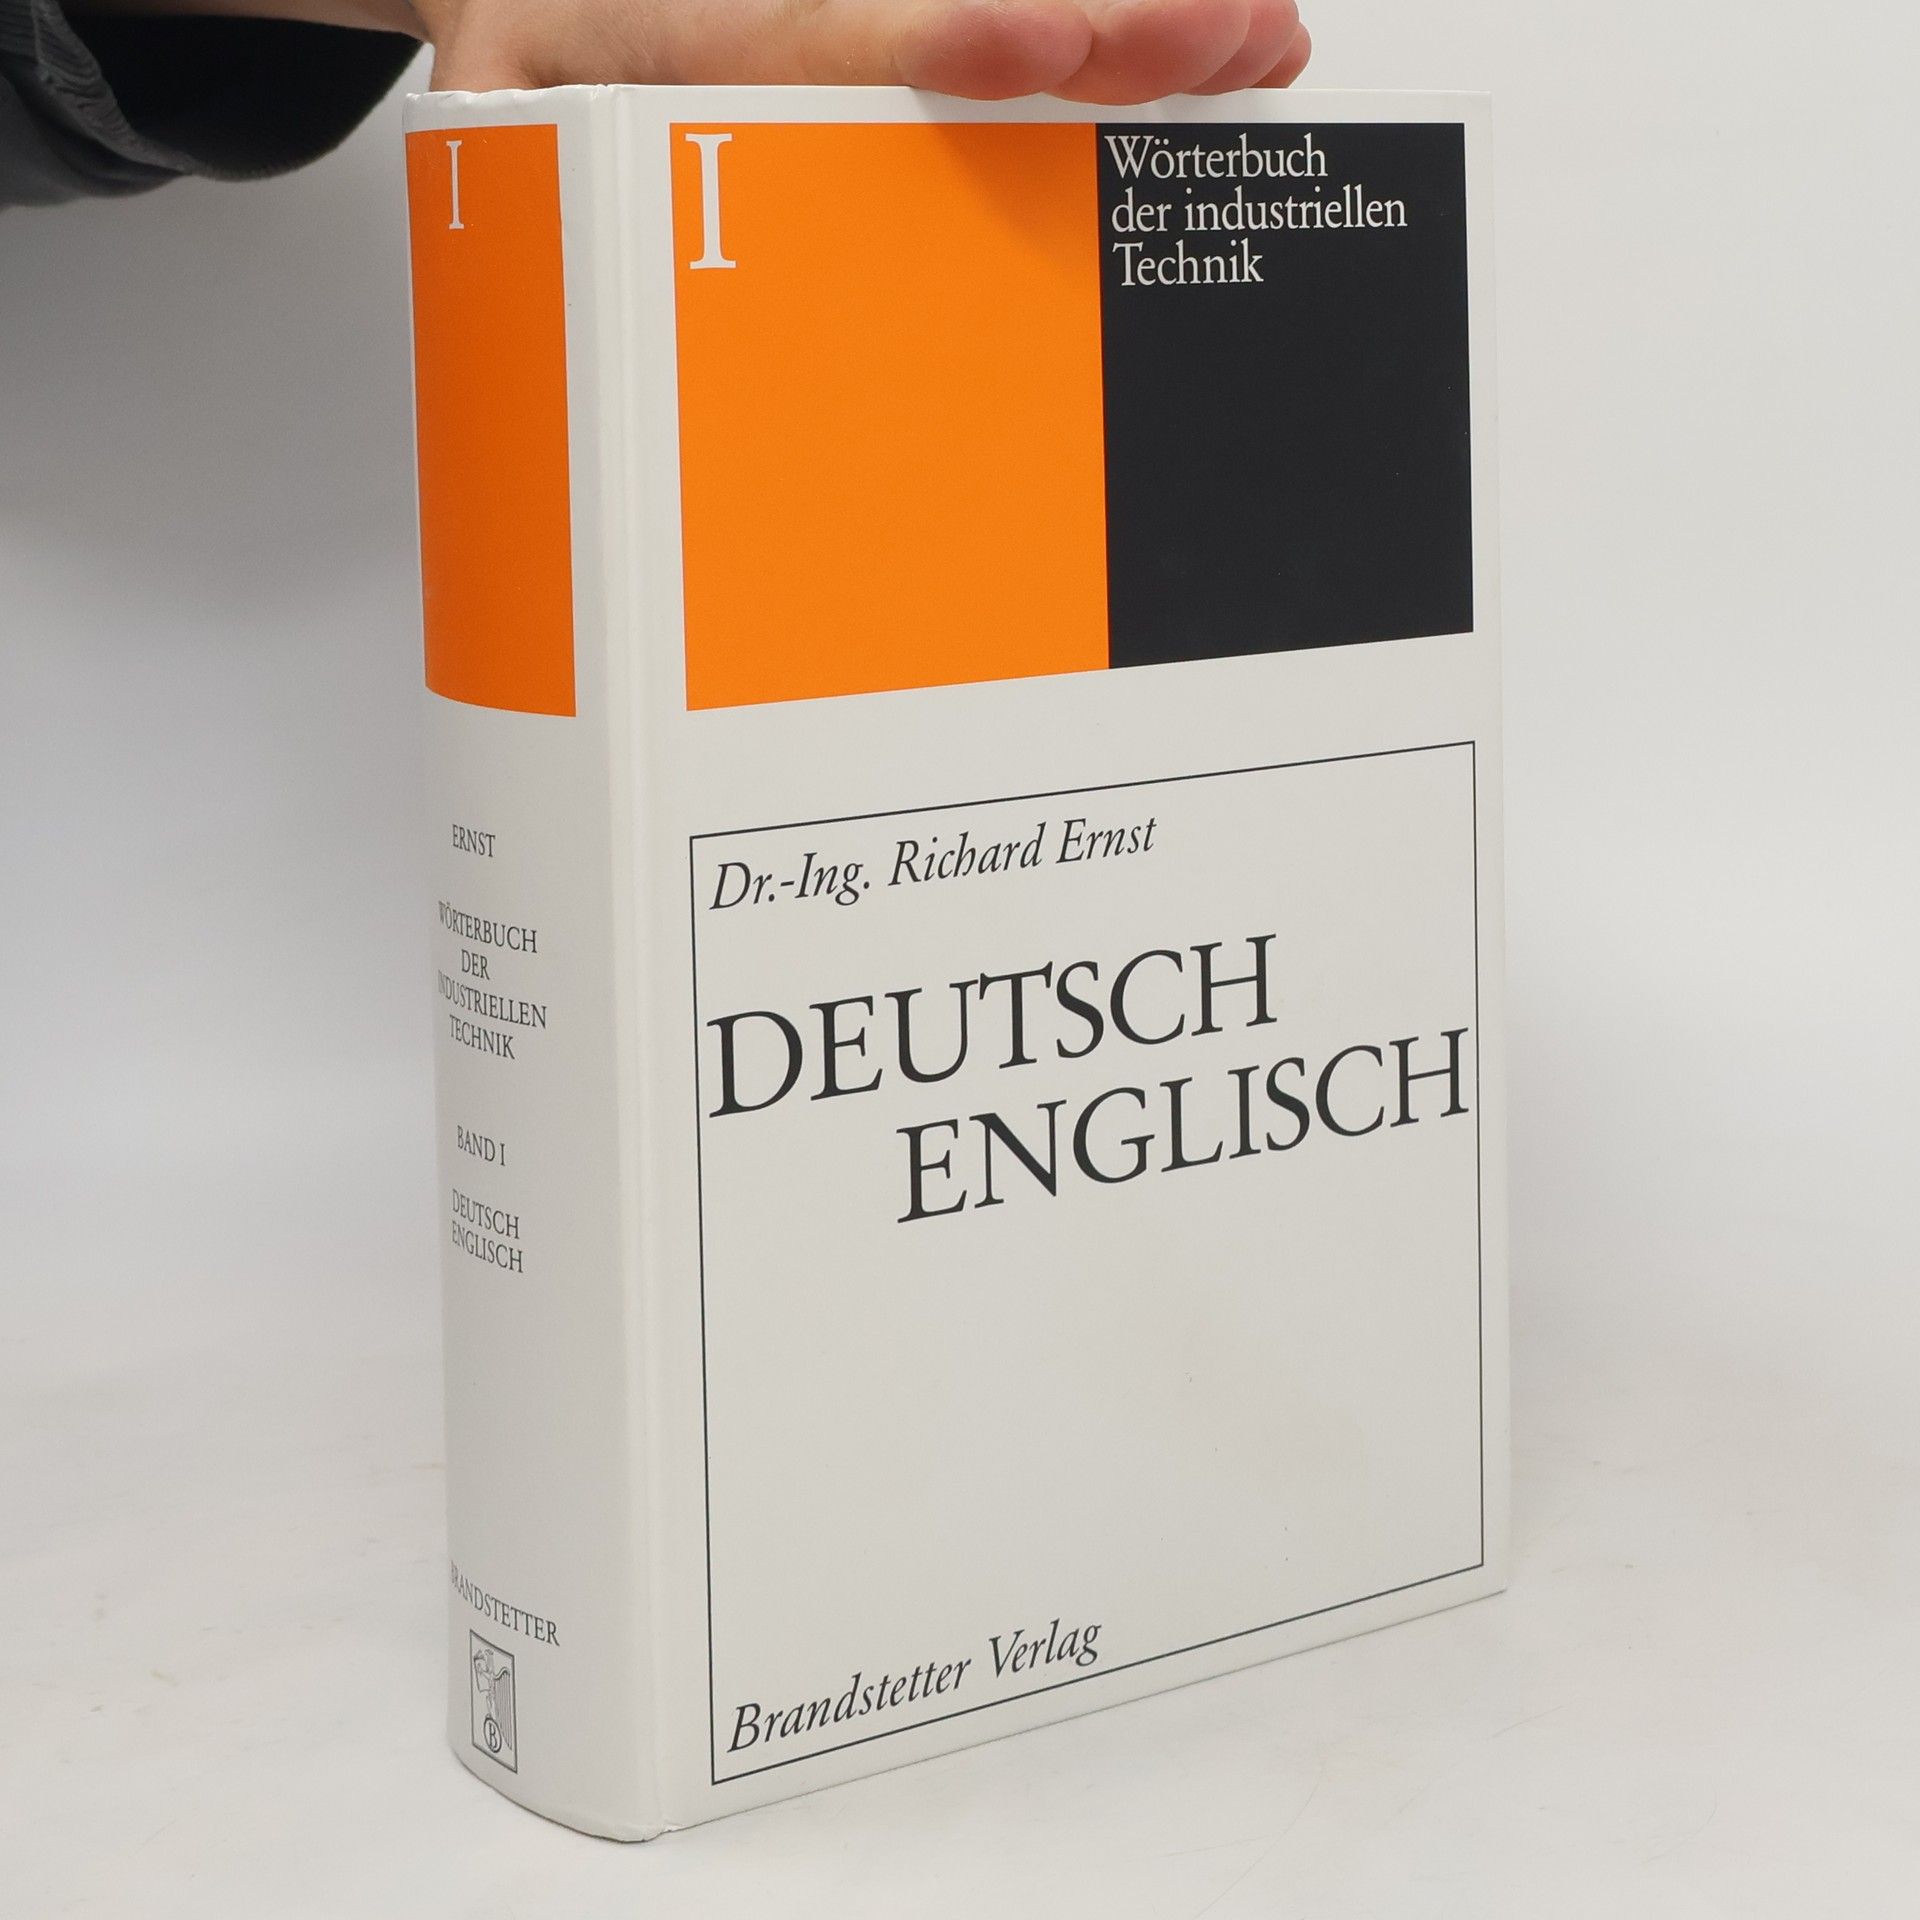 I
ERNST
WÖRTERBUCH
DER
INDUSTRIELLEN
TECHNIK
BAND I
DEUTSCH
ENGLISCH
BRANDSTETTER
B
I
Wörterbuch
der industriellen
Technik
Dr.-Ing. Richard Ernst
DEUTSCH
ENGLISCH
Brandstetter Verlag